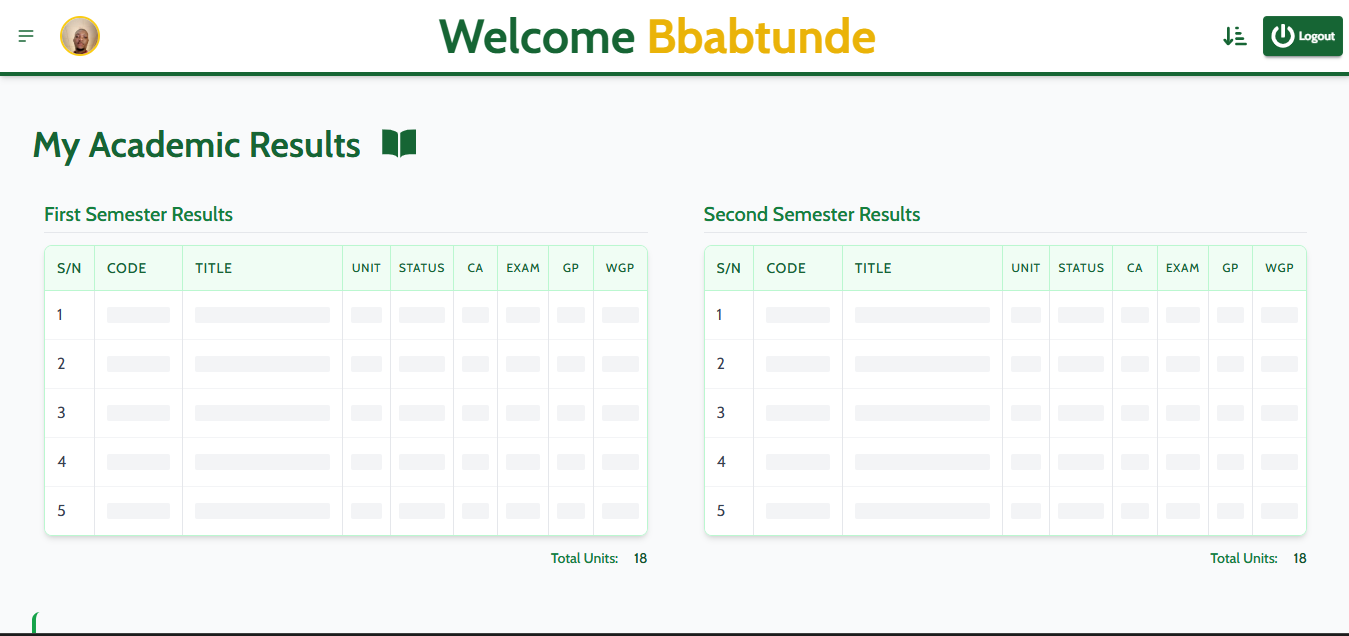 Welcome Bbabtunde
Logout
My Academic Results
First Semester Results
S/N CODE TITLE UNIT STATUS CA EXAM GP WGP
1
2
3
4
5
Total Units: 18
Second Semester Results
S/N CODE TITLE UNIT STATUS CA EXAM GP WGP
1
2
3
4
5
Total Units: 18